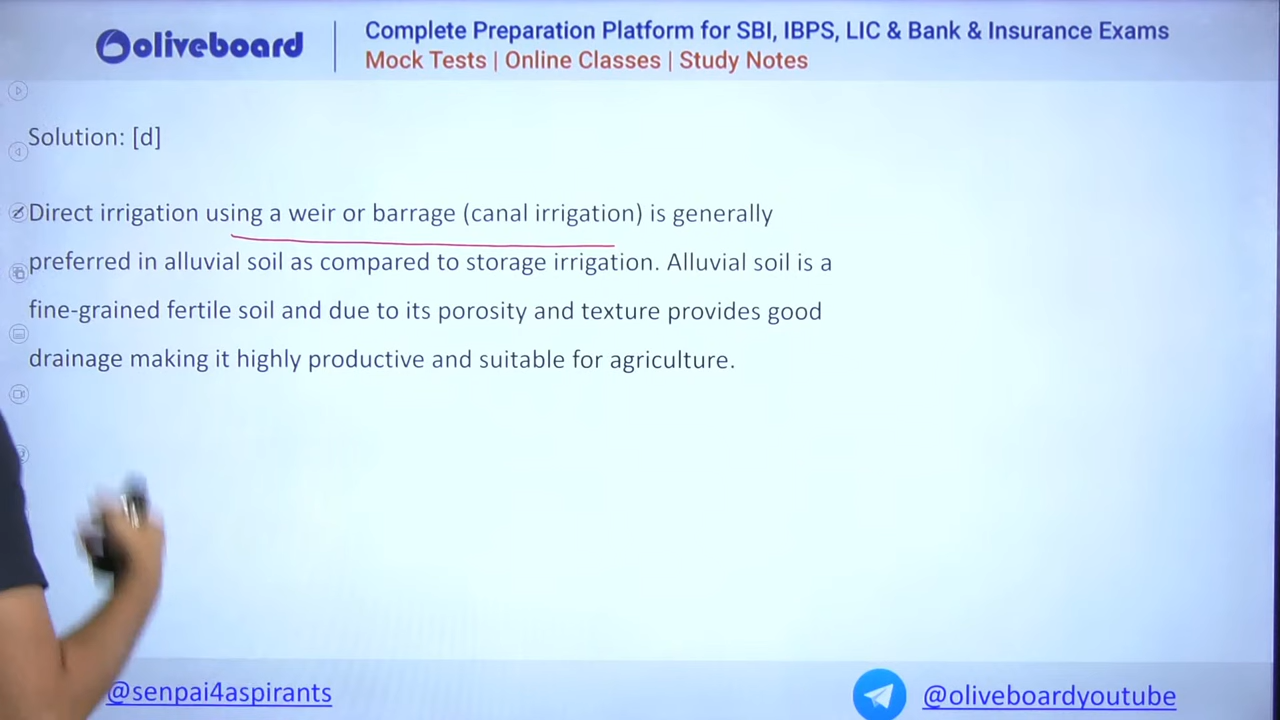 oliveboard
Complete Preparation Platform for SBI, IBPS, LIC & Bank & Insurance Exams
Mock Tests | Online Classes | Study Notes
Solution: [d]
Direct irrigation using a weir or barrage (canal irrigation) is generally
preferred in alluvial soil as compared to storage irrigation. Alluvial soil is a
fine-grained fertile soil and due to its porosity and texture provides good
drainage making it highly productive and suitable for agriculture.
@senpai4aspirants
@oliveboardyoutube